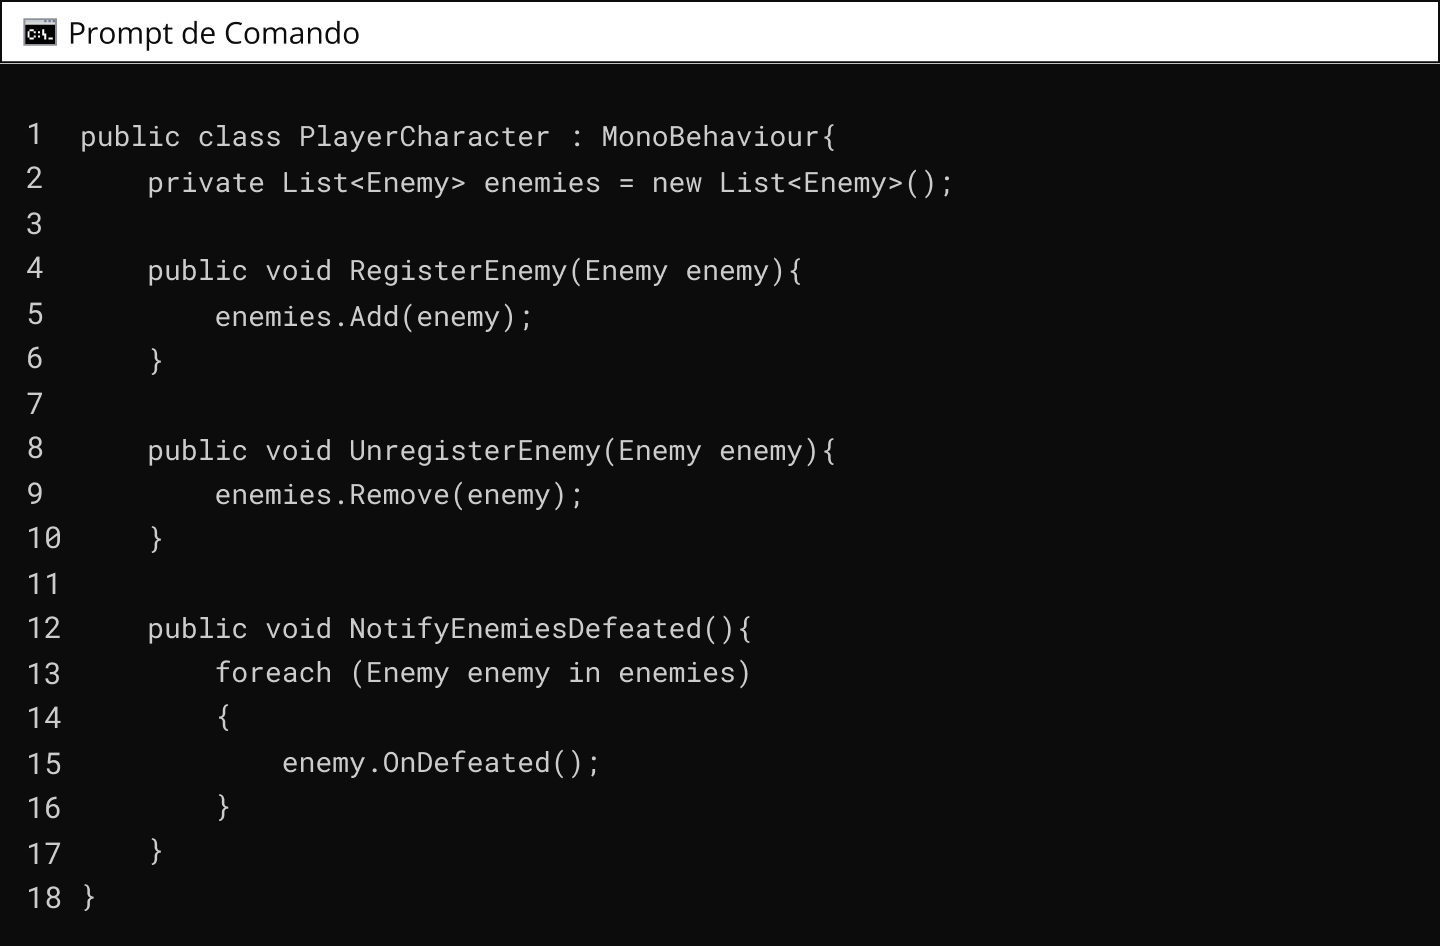 C:\._ Prompt de Comando
1 public class PlayerCharacter : MonoBehaviour{
2     private List<Enemy> enemies = new List<Enemy>();
3
4     public void RegisterEnemy(Enemy enemy){
5         enemies.Add(enemy);
6     }
7
8     public void UnregisterEnemy(Enemy enemy){
9         enemies.Remove(enemy);
10     }
11
12     public void NotifyEnemiesDefeated(){
13         foreach (Enemy enemy in enemies)
14         {
15             enemy.OnDefeated();
16         }
17     }
18 }